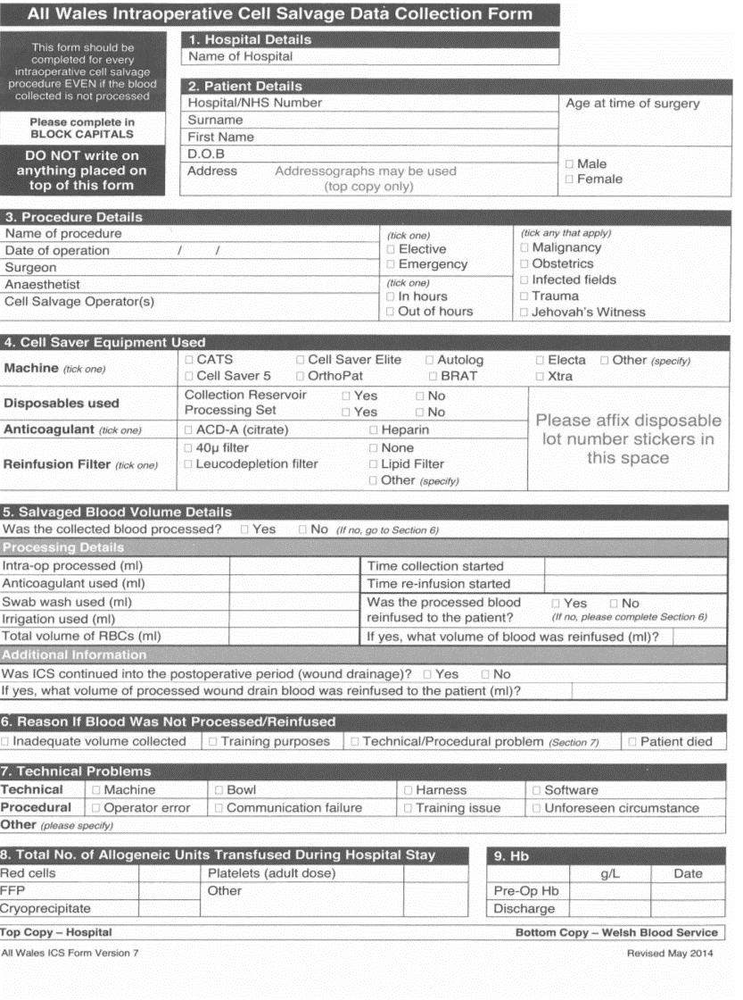 All Wales Intraoperative Cell Salvage Data Collection Form
This form should be
completed for every
intraoperative cell salvage
procedure EVEN if the blood
collected is not processed
Please complete in
BLOCK CAPITALS
DO NOT write on
anything placed on
top of this form
1. Hospital Details
Name of Hospital
2. Patient Details
Hospital/NHS Number
Age at time of surgery
Surname
First Name
D.O.B
Address Addressographs may be used
(top copy only)
□ Male
□ Female
3. Procedure Details
Name of procedure
Date of operation / /
Surgeon
Anaesthetist
Cell Salvage Operator(s)
(tick one)
□ Elective
□ Emergency
(tick one)
□ In hours
□ Out of hours
(tick any that apply)
□ Malignancy
□ Obstetrics
□ Infected fields
□ Trauma
□ Jehovah's Witness
4. Cell Saver Equipment Used
Machine (tick one)
□ CATS □ Cell Saver Elite □ Autolog □ Electa □ Other (specify)
□ Cell Saver 5 □ OrthoPat □ BRAT □ Xtra
Disposables used
Collection Reservoir □ Yes □ No
Processing Set □ Yes □ No
Anticoagulant (tick one) □ ACD-A (citrate) □ Heparin
Reinfusion Filter (tick one)
□ 40µ filter □ None
□ Leucodepletion filter □ Lipid Filter
□ Other (specify)
Please affix disposable
lot number stickers in
this space
5. Salvaged Blood Volume Details
Was the collected blood processed? □ Yes □ No (If no, go to Section 6)
Processing Details
Intra-op processed (ml)
Anticoagulant used (ml)
Swab wash used (ml)
Irrigation used (ml)
Total volume of RBCs (ml)
Time collection started
Time re-infusion started
Was the processed blood □ Yes □ No
reinfused to the patient? (If no, please complete Section 6)
If yes, what volume of blood was reinfused (ml)?
Additional Information
Was ICS continued into the postoperative period (wound drainage)? □ Yes □ No
If yes, what volume of processed wound drain blood was reinfused to the patient (ml)?
6. Reason If Blood Was Not Processed/Reinfused
□ Inadequate volume collected □ Training purposes □ Technical/Procedural problem (Section 7) □ Patient died
7. Technical Problems
Technical □ Machine □ Bowl □ Harness □ Software
Procedural □ Operator error □ Communication failure □ Training issue □ Unforeseen circumstance
Other (please specify)
8. Total No. of Allogeneic Units Transfused During Hospital Stay
Red cells Platelets (adult dose)
FFP Other
Cryoprecipitate
9. Hb
g/L Date
Pre-Op Hb
Discharge
Top Copy – Hospital Bottom Copy – Welsh Blood Service
All Wales ICS Form Version 7 Revised May 2014